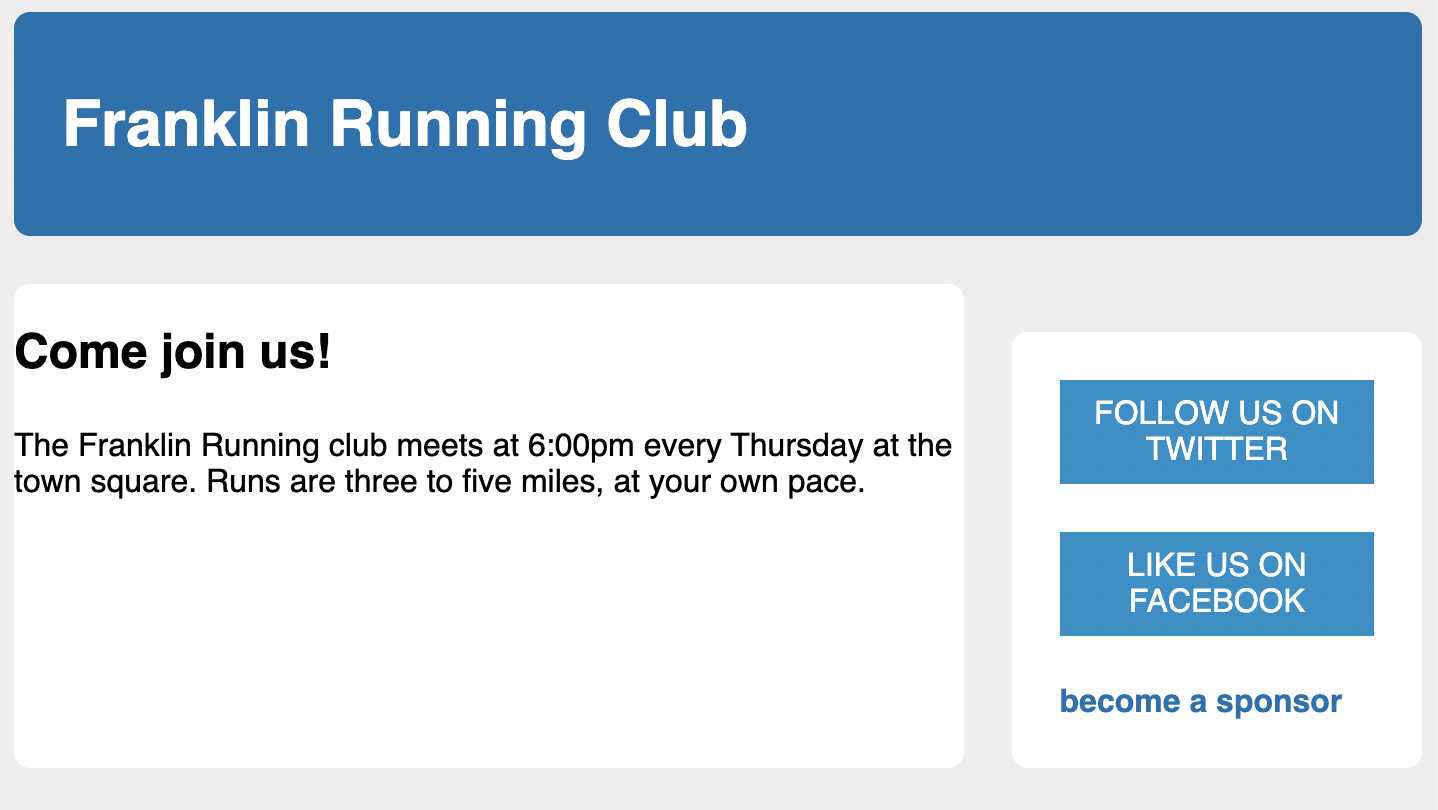 Franklin Running Club
Come join us!
The Franklin Running club meets at 6:00pm every Thursday at the
town square. Runs are three to five miles, at your own pace.
FOLLOW US ON
TWITTER
LIKE US ON
FACEBOOK
become a sponsor